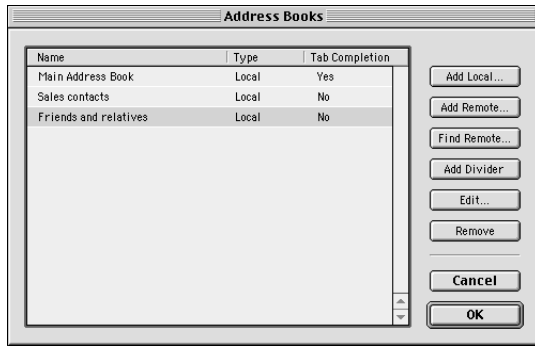 Address Books
Name Type Tab Completion
Main Address Book Local Yes
Sales contacts Local No
Friends and relatives Local No
Add Local...
Add Remote...
Find Remote...
Add Divider
Edit...
Remove
Cancel
OK